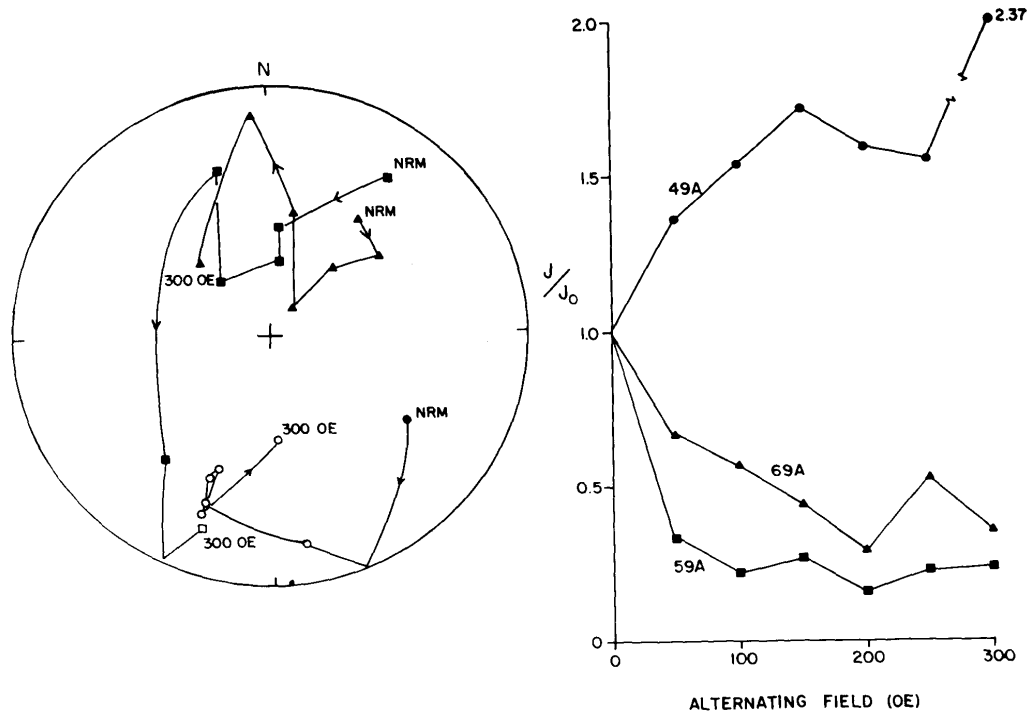 N
NRM
NRM
300 OE
NRM
300 OE
300 OE
2.0
1.5
J/J0
1.0
0.5
0
0
100
200
300
2.37
49A
69A
59A
ALTERNATING FIELD (OE)